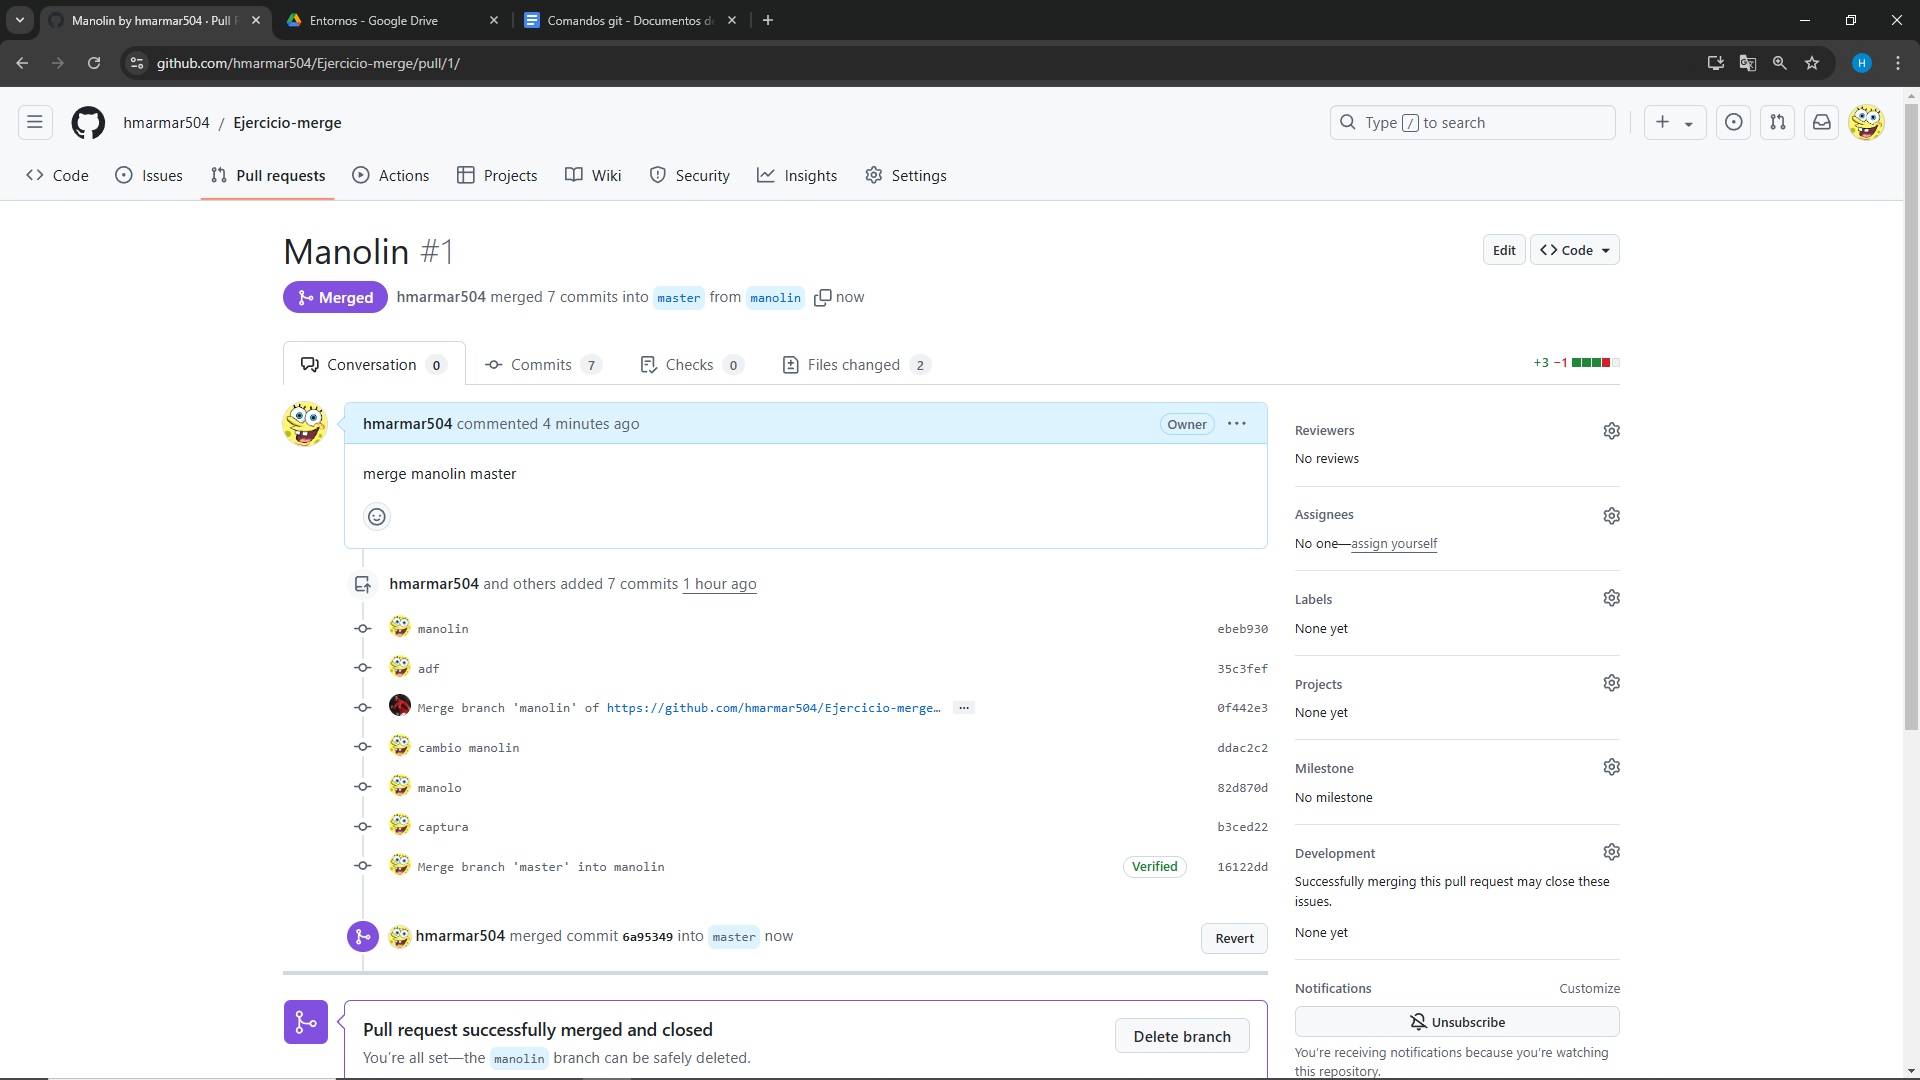 Manolin by hmarmar504 · Pull R
Entornos - Google Drive
Comandos git - Documentos de
github.com/hmarmar504/Ejercicio-merge/pull/1/
H
hmarmar504 / Ejercicio-merge
Type / to search
Code
Issues
Pull requests
Actions
Projects
Wiki
Security
Insights
Settings
Manolin #1
Edit
Code
Merged
hmarmar504 merged 7 commits into master from manolin now
Conversation 0
Commits 7
Checks 0
Files changed 2
+3 −1
hmarmar504 commented 4 minutes ago
Owner
merge manolin master
hmarmar504 and others added 7 commits 1 hour ago
manolin ebeb930
adf 35c3fef
Merge branch 'manolin' of https://github.com/hmarmar504/Ejercicio-merge… ... 0f442e3
cambio manolin ddac2c2
manolo 82d870d
captura b3ced22
Merge branch 'master' into manolin Verified 16122dd
hmarmar504 merged commit 6a95349 into master now
Revert
Pull request successfully merged and closed
You're all set—the manolin branch can be safely deleted.
Delete branch
Reviewers
No reviews
Assignees
No one—assign yourself
Labels
None yet
Projects
None yet
Milestone
No milestone
Development
Successfully merging this pull request may close these
issues.
None yet
Notifications
Customize
Unsubscribe
You're receiving notifications because you're watching
this repository.